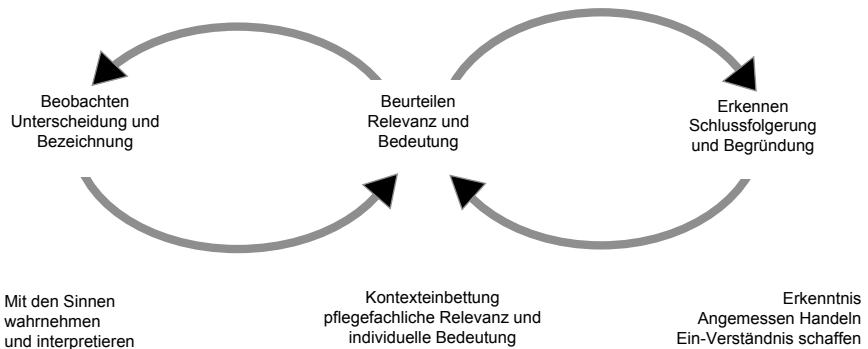 Beobachten
Unterscheidung und
Bezeichnung
Beurteilen
Relevanz und
Bedeutung
Erkennen
Schlussfolgerung
und Begründung
Mit den Sinnen
wahrnehmen
und interpretieren
Kontexteinbettung
pflegefachliche Relevanz und
individuelle Bedeutung
Erkenntnis
Angemessen Handeln
Ein-Verständnis schaffen